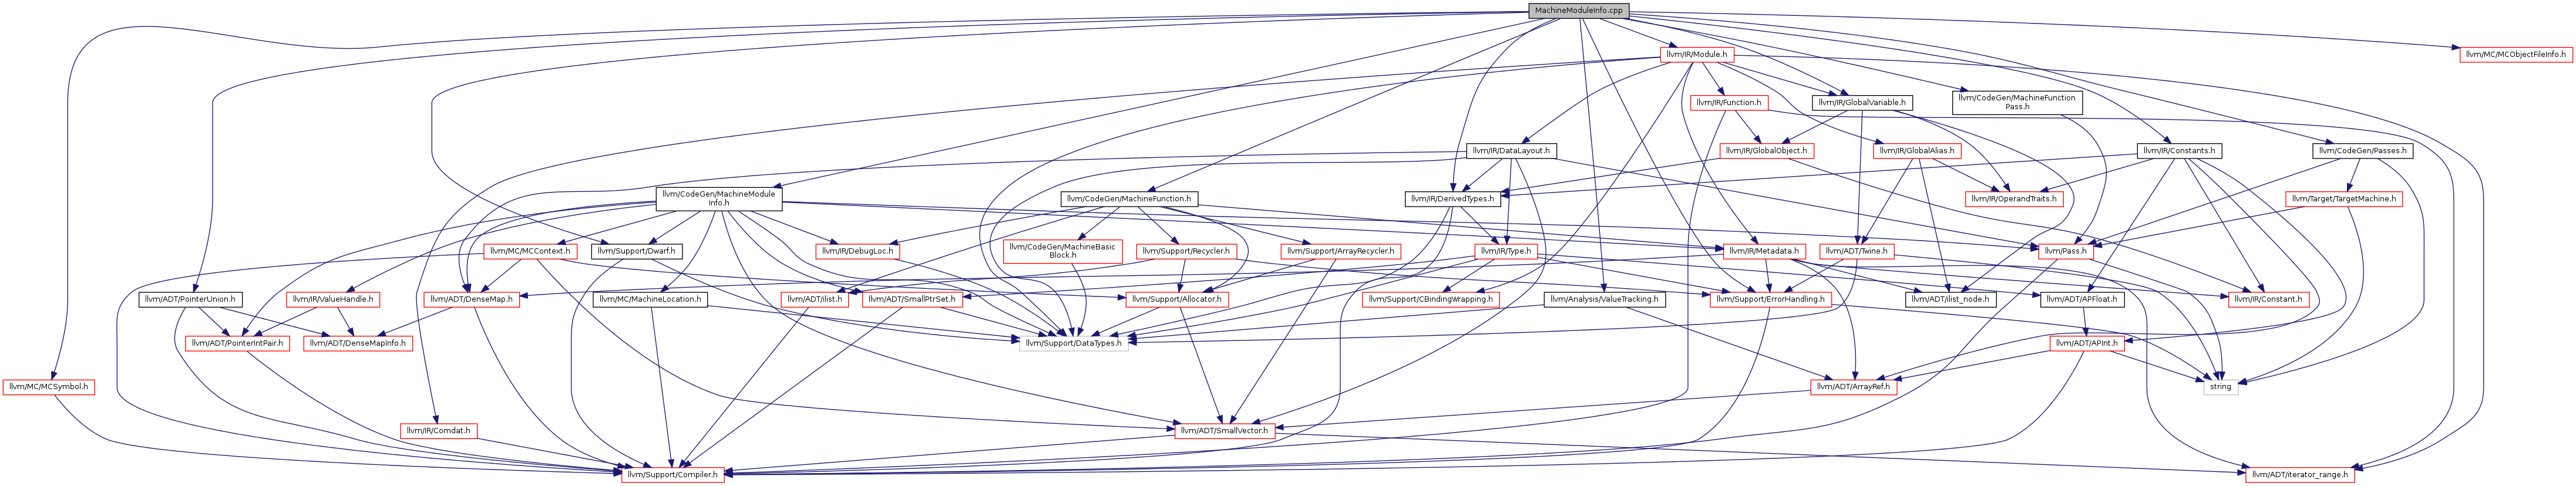 MachineModuleInfo.cpp
llvm/IR/Module.h
llvm/MC/MCObjectFileInfo.h
llvm/IR/Function.h
llvm/IR/GlobalVariable.h
llvm/CodeGen/MachineFunction
Pass.h
llvm/IR/DataLayout.h
llvm/IR/GlobalObject.h
llvm/IR/GlobalAlias.h
llvm/IR/Constants.h
llvm/CodeGen/Passes.h
llvm/CodeGen/MachineModule
Info.h
llvm/CodeGen/MachineFunction.h
llvm/IR/DerivedTypes.h
llvm/IR/OperandTraits.h
llvm/Target/TargetMachine.h
llvm/MC/MCContext.h
llvm/Support/Dwarf.h
llvm/IR/DebugLoc.h
llvm/CodeGen/MachineBasic
Block.h
llvm/Support/Recycler.h
llvm/Support/ArrayRecycler.h
llvm/IR/Type.h
llvm/IR/Metadata.h
llvm/ADT/Twine.h
llvm/Pass.h
llvm/ADT/PointerUnion.h
llvm/IR/ValueHandle.h
llvm/ADT/DenseMap.h
llvm/MC/MachineLocation.h
llvm/ADT/ilist.h
llvm/ADT/SmallPtrSet.h
llvm/Support/Allocator.h
llvm/Support/CBindingWrapping.h
llvm/Analysis/ValueTracking.h
llvm/Support/ErrorHandling.h
llvm/ADT/ilist_node.h
llvm/ADT/APFloat.h
llvm/IR/Constant.h
llvm/ADT/PointerIntPair.h
llvm/ADT/DenseMapInfo.h
llvm/Support/DataTypes.h
llvm/ADT/APInt.h
llvm/MC/MCSymbol.h
llvm/ADT/ArrayRef.h
string
llvm/IR/Comdat.h
llvm/ADT/SmallVector.h
llvm/Support/Compiler.h
llvm/ADT/iterator_range.h